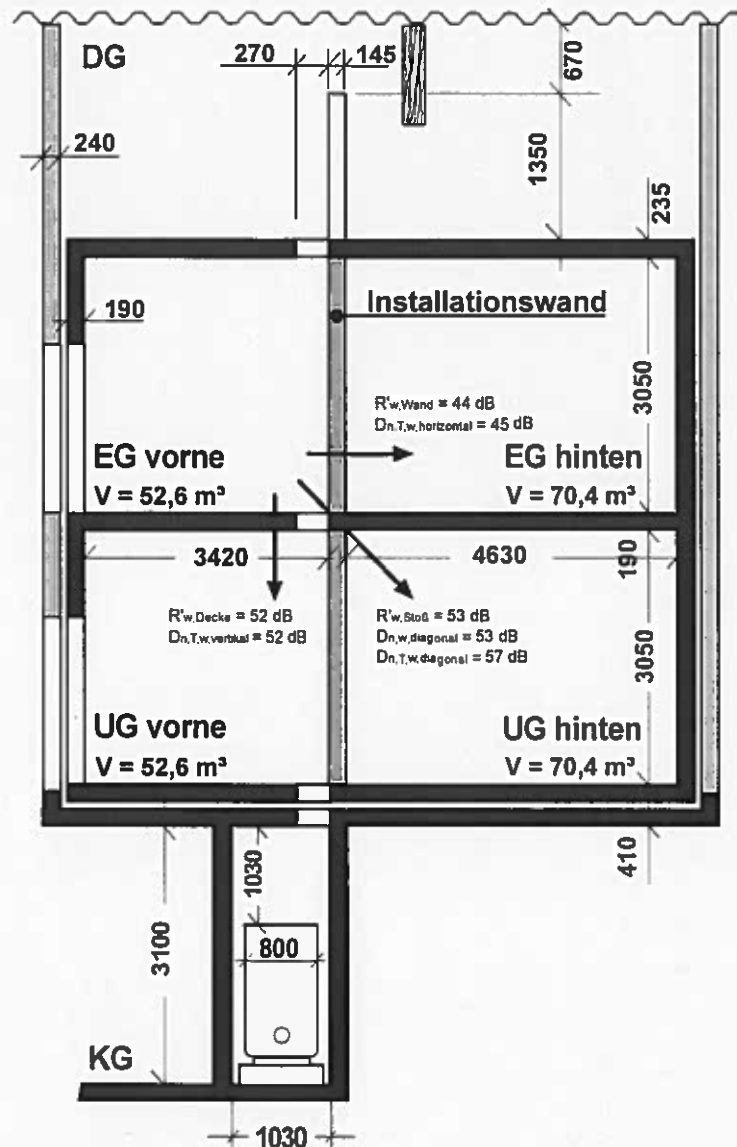 DG
270
145
670
240
1350
235
190
Installationswand
3050
R'w,Wand = 44 dB
Dn,T,w,horizontal = 45 dB
EG vorne
V = 52,6 m³
EG hinten
V = 70,4 m³
3420
4630
190
R'w,Decke = 52 dB
Dn,T,w,vertikal = 52 dB
R'w,Stoß = 53 dB
Dn,w,diagonal = 53 dB
Dn,T,w,diagonal = 57 dB
3050
UG vorne
V = 52,6 m³
UG hinten
V = 70,4 m³
410
1030
3100
800
KG
1030